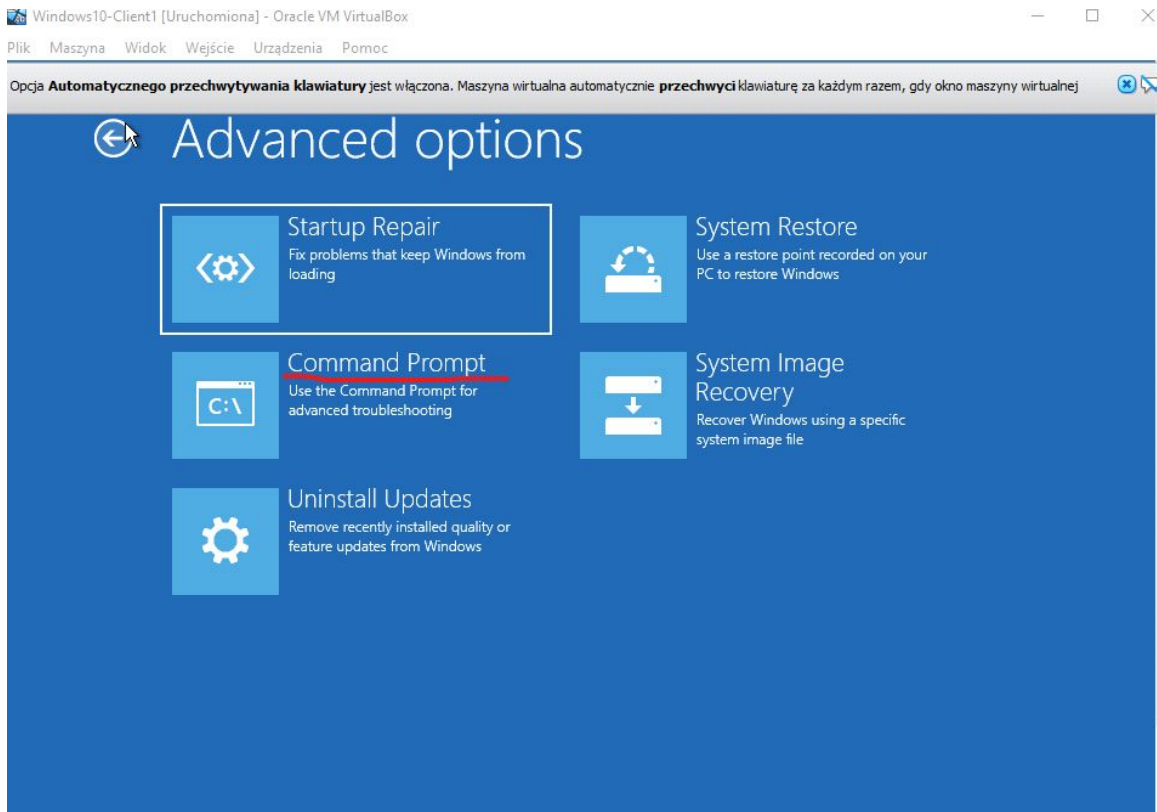 Windows10-Client1 [Uruchomiona] - Oracle VM VirtualBox
Plik Maszyna Widok Wejście Urządzenia Pomoc
Opcja Automatycznego przechwytywania klawiatury jest włączona. Maszyna wirtualna automatycznie przechwyci klawiaturę za każdym razem, gdy okno maszyny wirtualnej
Advanced options
Startup Repair
Fix problems that keep Windows from
loading
System Restore
Use a restore point recorded on your
PC to restore Windows
C:\
Command Prompt
Use the Command Prompt for
advanced troubleshooting
System Image
Recovery
Recover Windows using a specific
system image file
Uninstall Updates
Remove recently installed quality or
feature updates from Windows